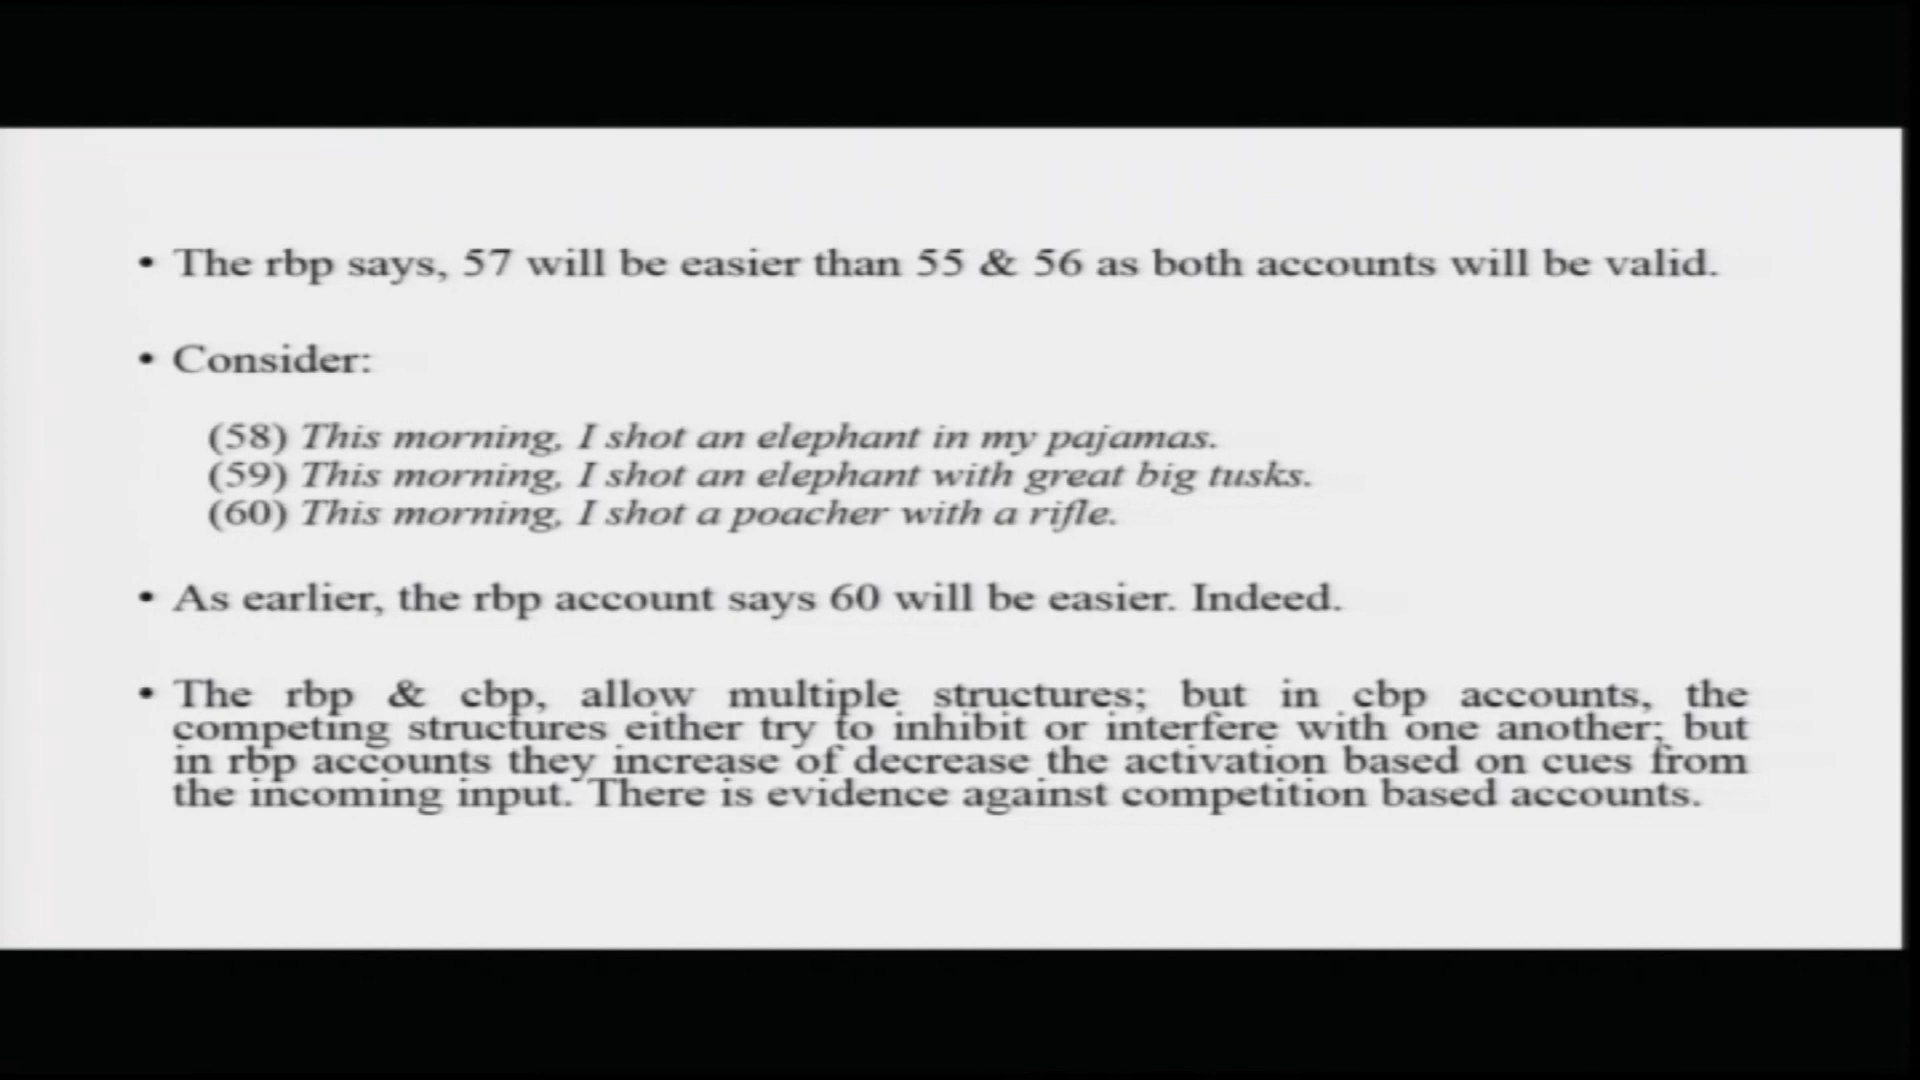 • The rbp says, 57 will be easier than 55 & 56 as both accounts will be valid.
• Consider:
(58) This morning, I shot an elephant in my pajamas.
(59) This morning, I shot an elephant with great big tusks.
(60) This morning, I shot a poacher with a rifle.
• As earlier, the rbp account says 60 will be easier. Indeed.
• The rbp & cbp, allow multiple structures; but in cbp accounts, the
competing structures either try to inhibit or interfere with one another; but
in rbp accounts they increase of decrease the activation based on cues from
the incoming input. There is evidence against competition based accounts.